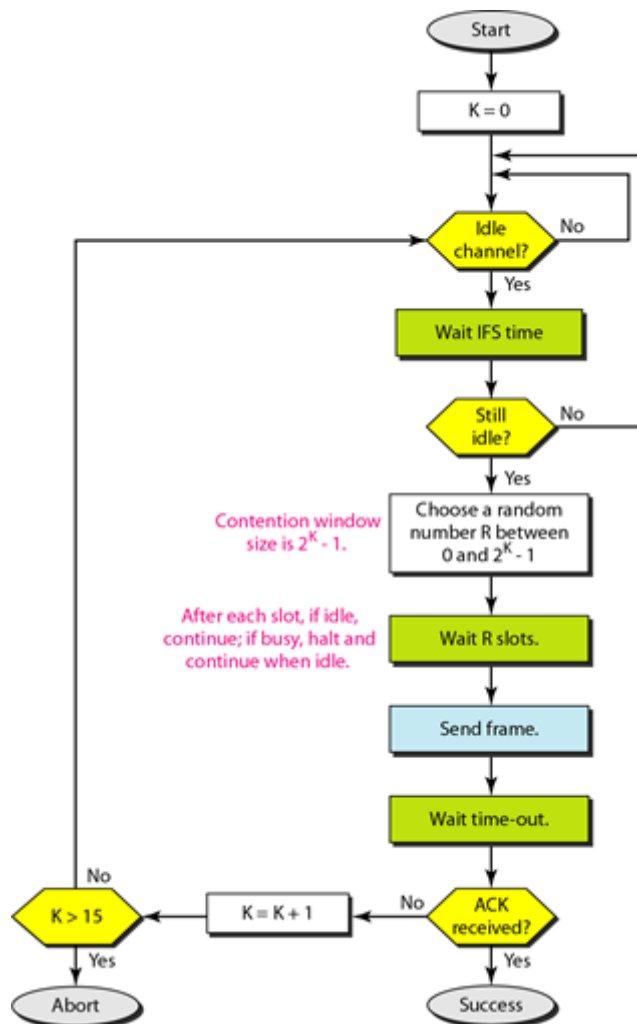 Start
K = 0
Idle
channel?
No
Yes
Wait IFS time
Still
idle?
No
Yes
Contention window
size is 2^K - 1.
Choose a random
number R between
0 and 2^K - 1
After each slot, if idle,
continue; if busy, halt and
continue when idle.
Wait R slots.
Send frame.
Wait time-out.
ACK
received?
No
Yes
K = K + 1
K > 15
No
Yes
Abort
Success